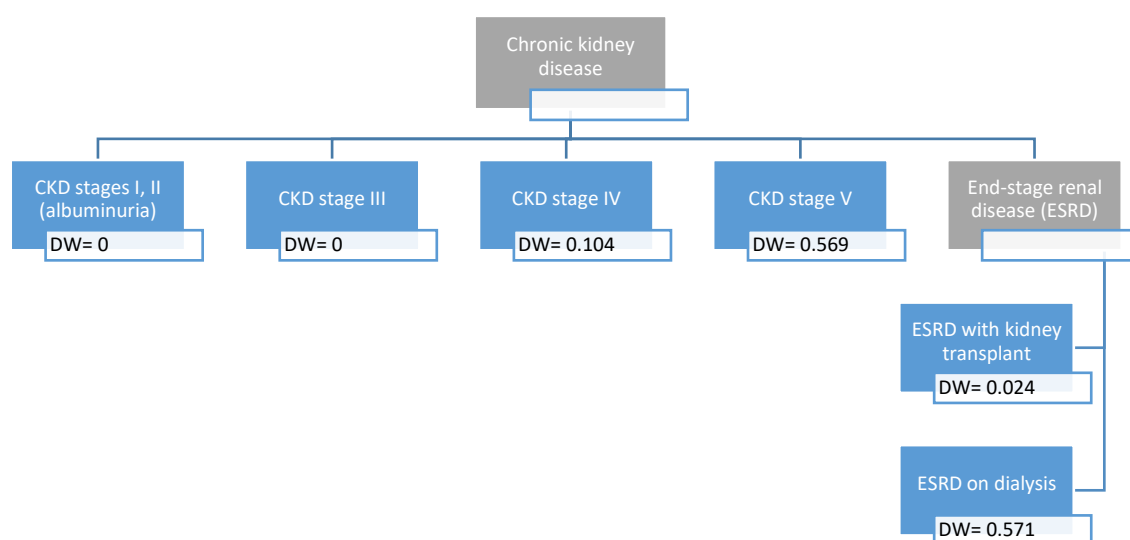 Chronic kidney
disease
CKD stages I, II
(albuminuria)
DW= 0
CKD stage III
DW= 0
CKD stage IV
DW= 0.104
CKD stage V
DW= 0.569
End-stage renal
disease (ESRD)
ESRD with kidney
transplant
DW= 0.024
ESRD on dialysis
DW= 0.571